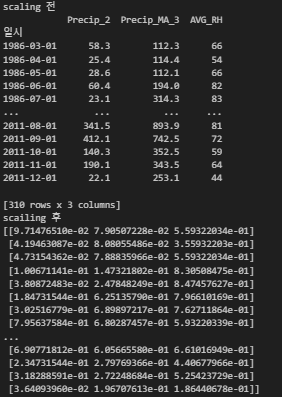 scaling 전
Precip_2 Precip_MA_3 AVG_RH
일시
1986-03-01 58.3 112.3 66
1986-04-01 25.4 114.4 54
1986-05-01 28.6 112.1 66
1986-06-01 60.4 194.0 82
1986-07-01 23.1 314.3 83
... ... ... ...
2011-08-01 341.5 893.9 81
2011-09-01 412.1 742.5 72
2011-10-01 140.3 352.5 59
2011-11-01 190.1 343.5 64
2011-12-01 22.1 253.1 44
[310 rows x 3 columns]
scailing 후
[[9.71476510e-02 7.90507228e-02 5.59322034e-01]
[4.19463087e-02 8.08055486e-02 3.55932203e-01]
[4.73154362e-02 7.88835966e-02 5.59322034e-01]
[1.00671141e-01 1.47321802e-01 8.30508475e-01]
[3.80872483e-02 2.47848249e-01 8.47457627e-01]
[1.84731544e-01 6.25135790e-01 7.96610169e-01]
[3.02516779e-01 6.89897217e-01 7.62711864e-01]
[7.95637584e-01 6.80287457e-01 5.93220339e-01]
...
[6.90771812e-01 6.05665580e-01 6.61016949e-01]
[2.34731544e-01 2.79769366e-01 4.40677966e-01]
[3.18288591e-01 2.72248684e-01 5.25423729e-01]
[3.64093960e-02 1.96707613e-01 1.86440678e-01]]